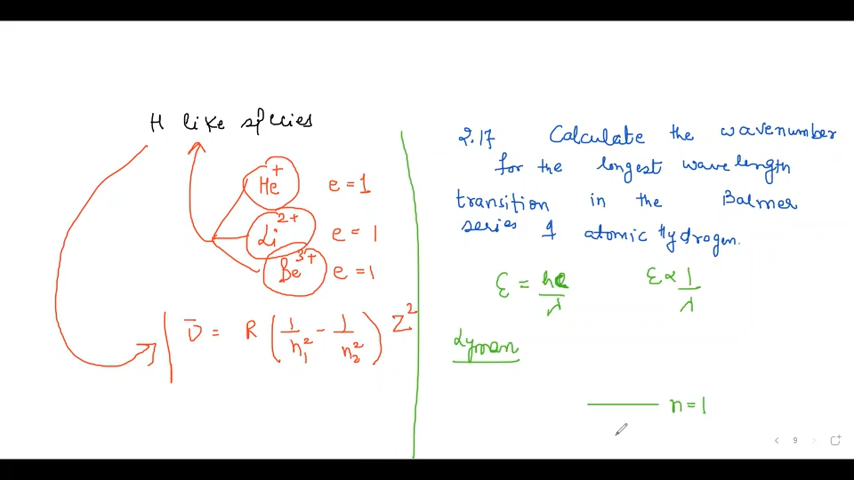 H like species
He⁺ e = 1
Li²⁺ e = 1
Be³⁺ e = 1
ν̅ = R (1/n₁² - 1/n₂²) Z²
2.17 Calculate the wavenumber
for the longest wavelength
transition in the Balmer
series of atomic Hydrogen.
E = hc/λ E ∝ 1/λ
Lyman
n = 1
9